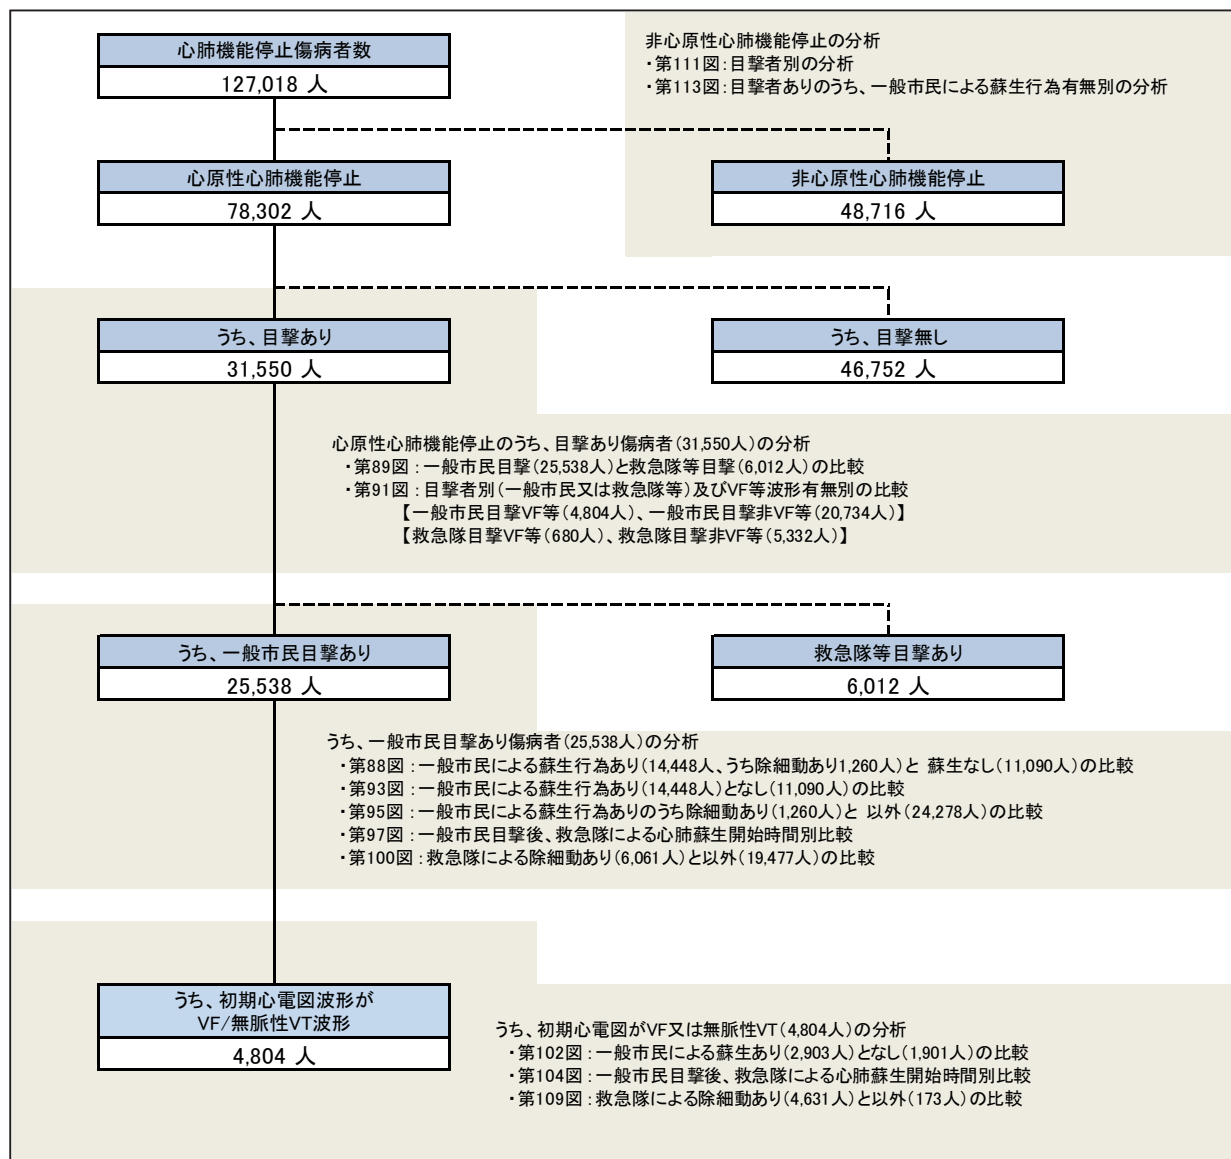 心肺機能停止傷病者数
127,018 人
非心原性心肺機能停止の分析
・第111図：目撃者別の分析
・第113図：目撃者ありのうち、一般市民による蘇生行為有無別の分析
心原性心肺機能停止
78,302 人
非心原性心肺機能停止
48,716 人
うち、目撃あり
31,550 人
うち、目撃無し
46,752 人
心原性心肺機能停止のうち、目撃あり傷病者（31,550人）の分析
・第89図：一般市民目撃（25,538人）と救急隊等目撃（6,012人）の比較
・第91図：目撃者別（一般市民又は救急隊等）及びVF等波形有無別の比較
【一般市民目撃VF等（4,804人）、一般市民目撃非VF等（20,734人）】
【救急隊目撃VF等（680人）、救急隊目撃非VF等（5,332人）】
うち、一般市民目撃あり
25,538 人
救急隊等目撃あり
6,012 人
うち、一般市民目撃あり傷病者（25,538人）の分析
・第88図：一般市民による蘇生行為あり（14,448人、うち除細動あり1,260人）と 蘇生なし（11,090人）の比較
・第93図：一般市民による蘇生行為あり（14,448人）となし（11,090人）の比較
・第95図：一般市民による蘇生行為ありのうち除細動あり（1,260人）と 以外（24,278人）の比較
・第97図：一般市民目撃後、救急隊による心肺蘇生開始時間別比較
・第100図：救急隊による除細動あり（6,061人）と以外（19,477人）の比較
うち、初期心電図波形が
VF/無脈性VT波形
4,804 人
うち、初期心電図がVF又は無脈性VT（4,804人）の分析
・第102図：一般市民による蘇生あり（2,903人）となし（1,901人）の比較
・第104図：一般市民目撃後、救急隊による心肺蘇生開始時間別比較
・第109図：救急隊による除細動あり（4,631人）と以外（173人）の比較